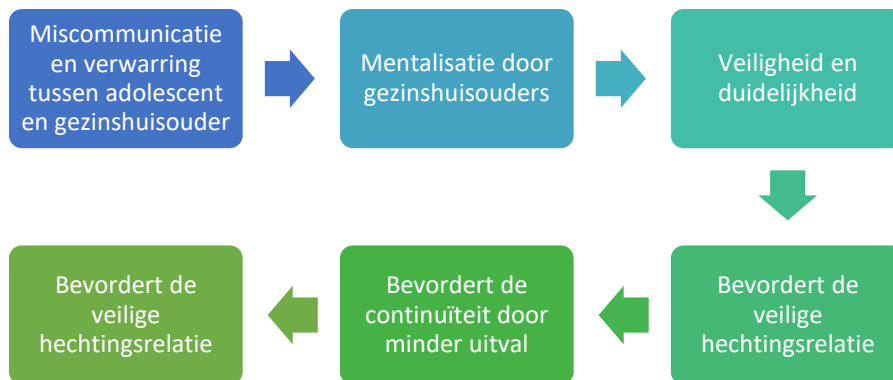 Miscommunicatie
en verwarring
tussen adolescent
en gezinshuisouder
Mentalisatie door
gezinshuisouders
Veiligheid en
duidelijkheid
Bevordert de
veilige
hechtingsrelatie
Bevordert de
continuïteit door
minder uitval
Bevordert de
veilige
hechtingsrelatie